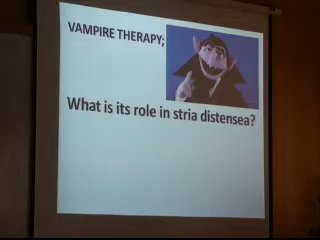 VAMPIRE THERAPY;
What is its role in stria distensea?